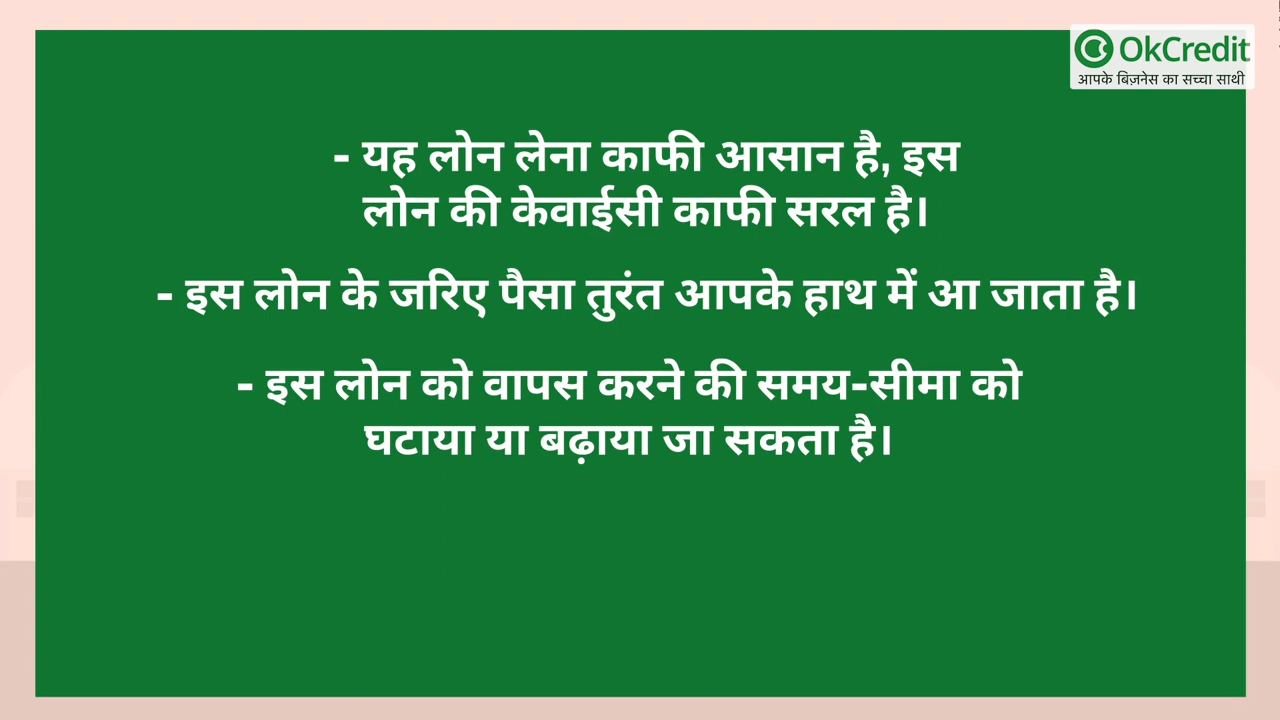 OkCredit
आपके बिज़नेस का सच्चा साथी
- यह लोन लेना काफी आसान है, इस
लोन की केवाईसी काफी सरल है।
- इस लोन के जरिए पैसा तुरंत आपके हाथ में आ जाता है।
- इस लोन को वापस करने की समय-सीमा को
घटाया या बढ़ाया जा सकता है।